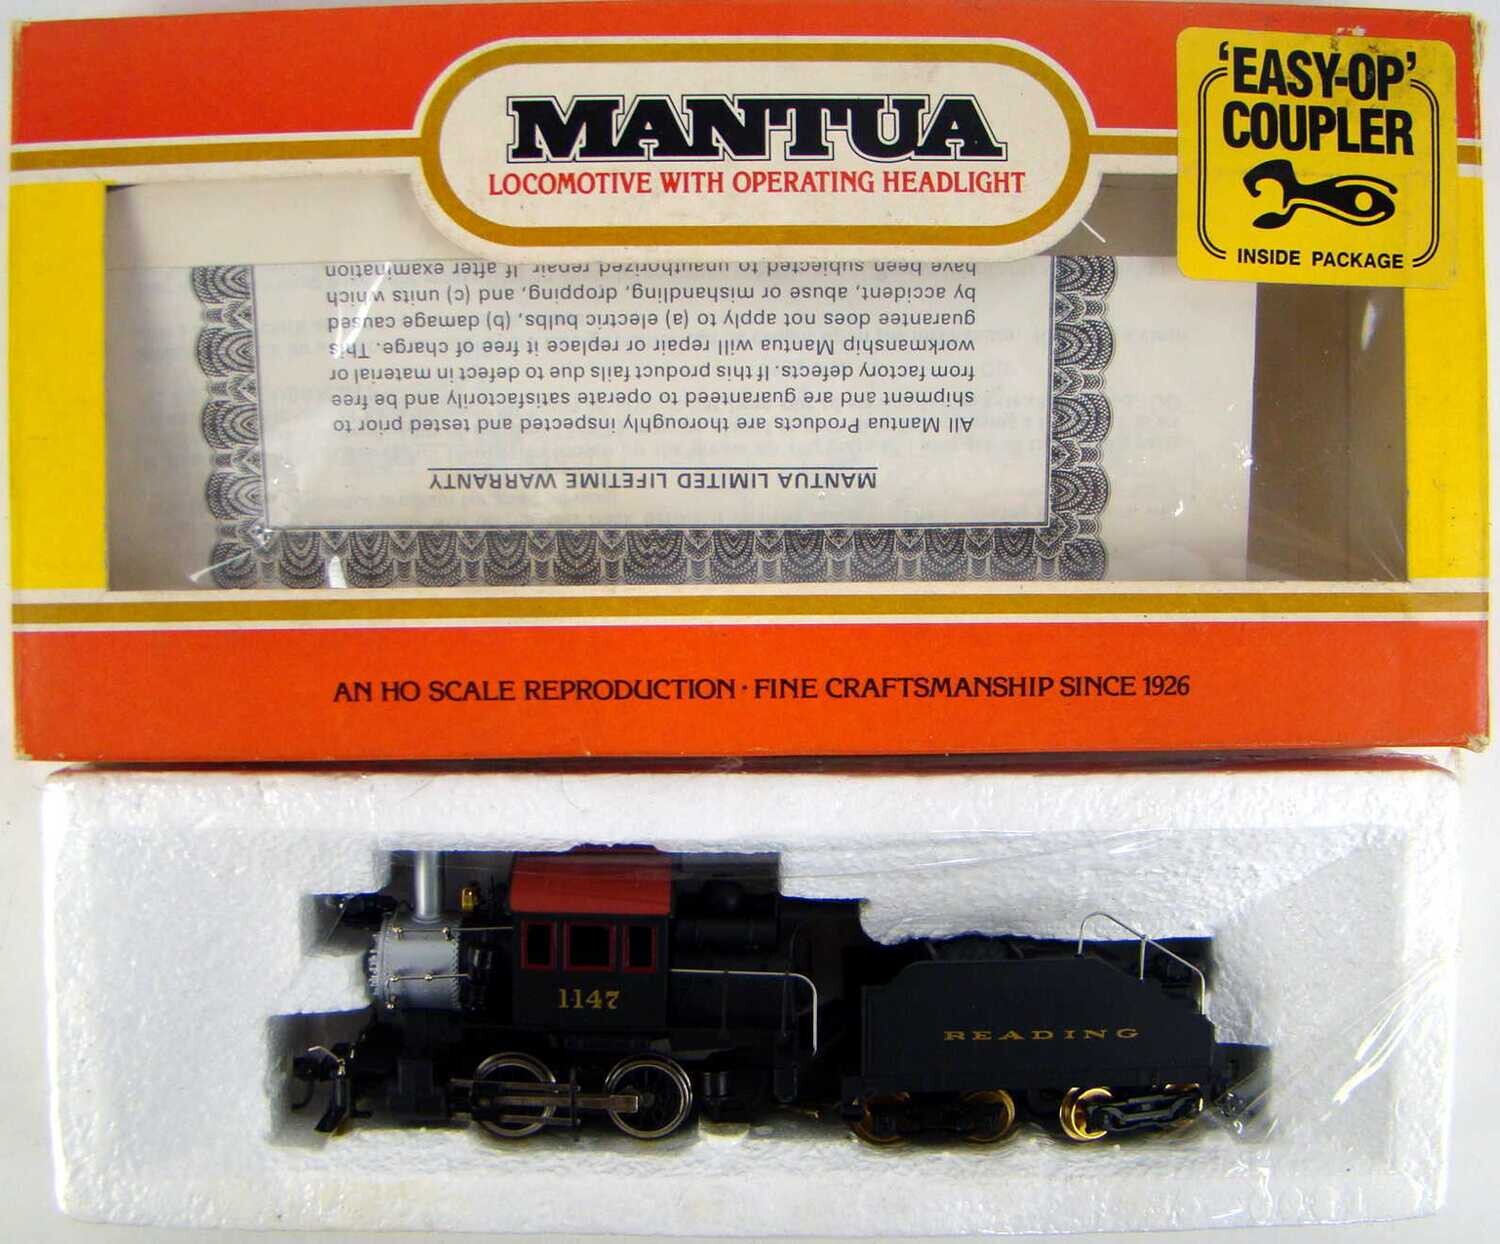 MANTUA
LOCOMOTIVE WITH OPERATING HEADLIGHT
'EASY-OP'
COUPLER
INSIDE PACKAGE
MANTUA LIMITED LIFETIME WARRANTY
All Mantua Products are thoroughly inspected and tested prior to
shipment and are guaranteed to operate satisfactorily and be free
from factory defects. If this product fails due to defect in material or
workmanship Mantua will repair or replace it free of charge. This
guarantee does not apply to (a) electric bulbs, (b) damage caused
by accident, abuse or mishandling, dropping, and (c) units which
have been subjected to unauthorized repair. If after examination
AN HO SCALE REPRODUCTION · FINE CRAFTSMANSHIP SINCE 1926
1147
READING